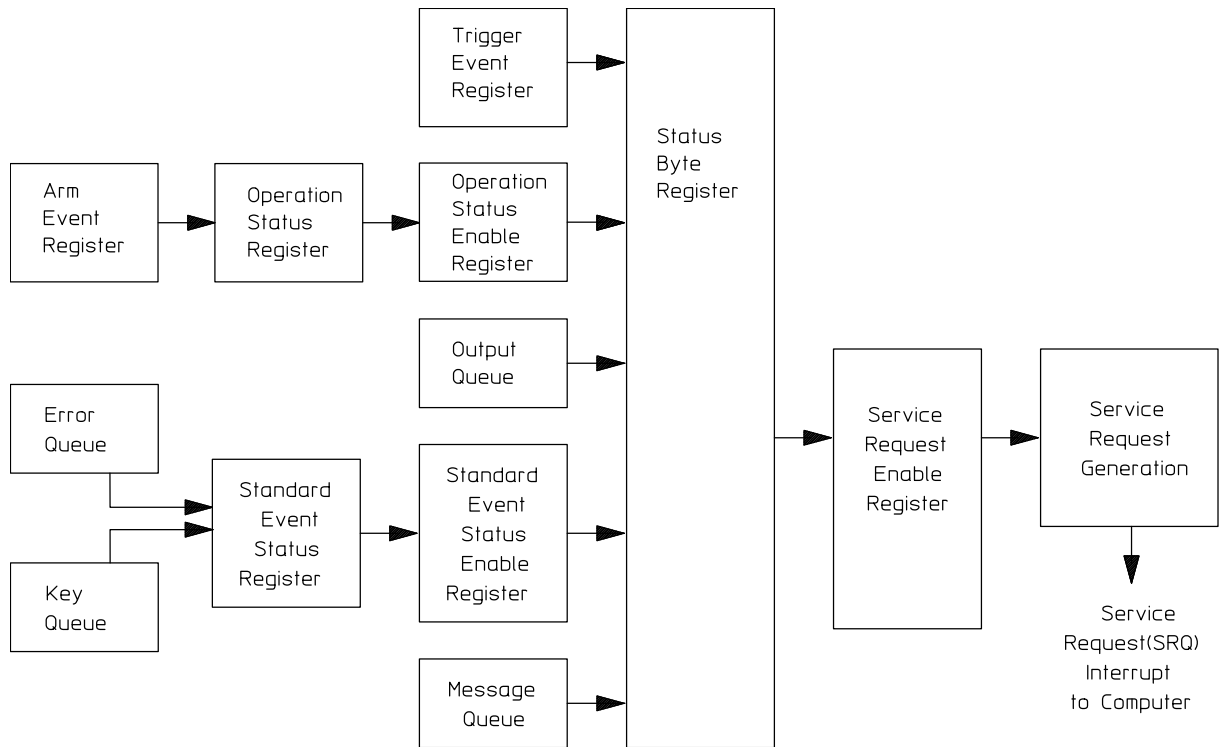 Trigger
Event
Register
Arm
Event
Register
Operation
Status
Register
Operation
Status
Enable
Register
Output
Queue
Error
Queue
Key
Queue
Standard
Event
Status
Register
Standard
Event
Status
Enable
Register
Message
Queue
Status
Byte
Register
Service
Request
Enable
Register
Service
Request
Generation
Service
Request(SRQ)
Interrupt
to Computer